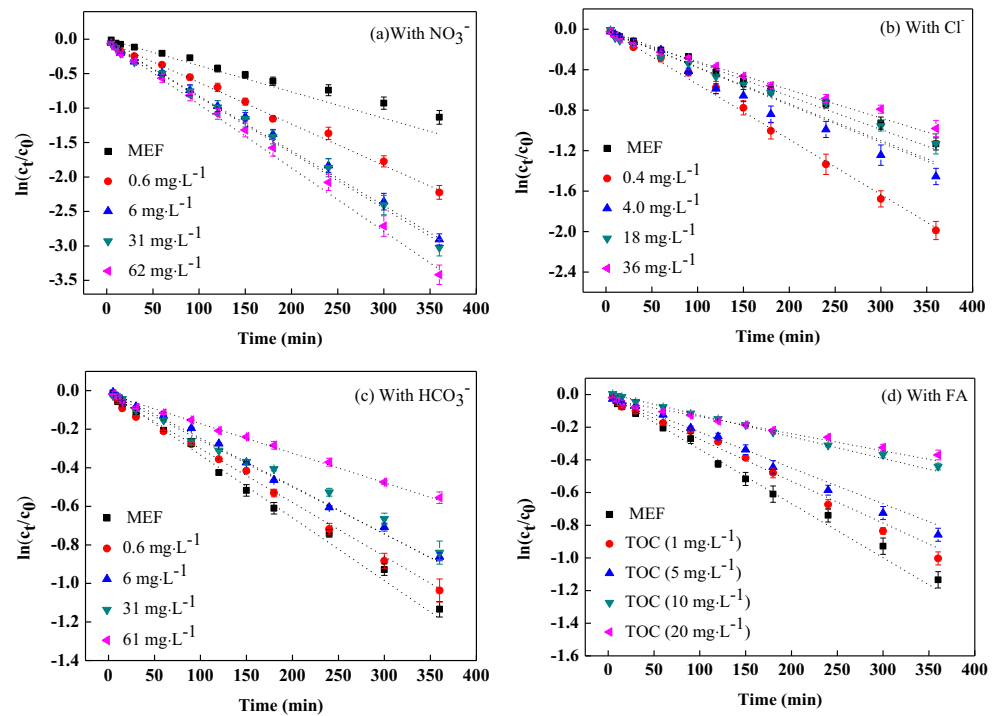 (a)With NO₃⁻
0.0
-0.5
-1.0
-1.5
-2.0
-2.5
-3.0
-3.5
ln(cₜ/c₀)
MEF
0.6 mg·L⁻¹
6 mg·L⁻¹
31 mg·L⁻¹
62 mg·L⁻¹
0 50 100 150 200 250 300 350 400
Time (min)
(b) With Cl⁻
0.0
-0.4
-0.8
-1.2
-1.6
-2.0
ln(cₜ/c₀)
MEF
0.4 mg·L⁻¹
4.0 mg·L⁻¹
18 mg·L⁻¹
36 mg·L⁻¹
0 50 100 150 200 250 300 350 400
Time (min)
(c) With HCO₃⁻
0.0
-0.2
-0.4
-0.6
-0.8
-1.0
-1.2
-1.4
ln(cₜ/c₀)
MEF
0.6 mg·L⁻¹
6 mg·L⁻¹
31 mg·L⁻¹
61 mg·L⁻¹
0 50 100 150 200 250 300 350 400
Time (min)
(d) With FA
0.0
-0.2
-0.4
-0.6
-0.8
-1.0
-1.2
-1.4
-1.6
ln(cₜ/c₀)
MEF
TOC (1 mg·L⁻¹)
TOC (5 mg·L⁻¹)
TOC (10 mg·L⁻¹)
TOC (20 mg·L⁻¹)
0 50 100 150 200 250 300 350 400
Time (min)